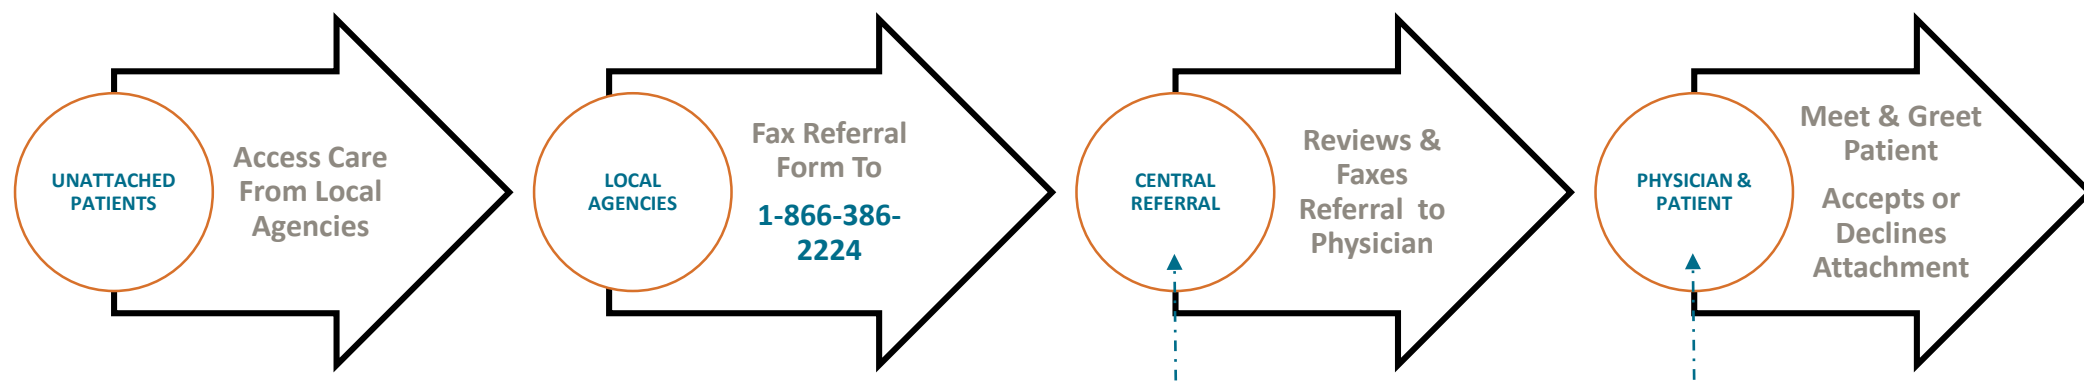 UNATTACHED
PATIENTS
Access Care
From Local
Agencies
LOCAL
AGENCIES
Fax Referral
Form To
1-866-386-
2224
CENTRAL
REFERRAL
Reviews &
Faxes
Referral to
Physician
PHYSICIAN &
PATIENT
Meet & Greet
Patient
Accepts or
Declines
Attachment